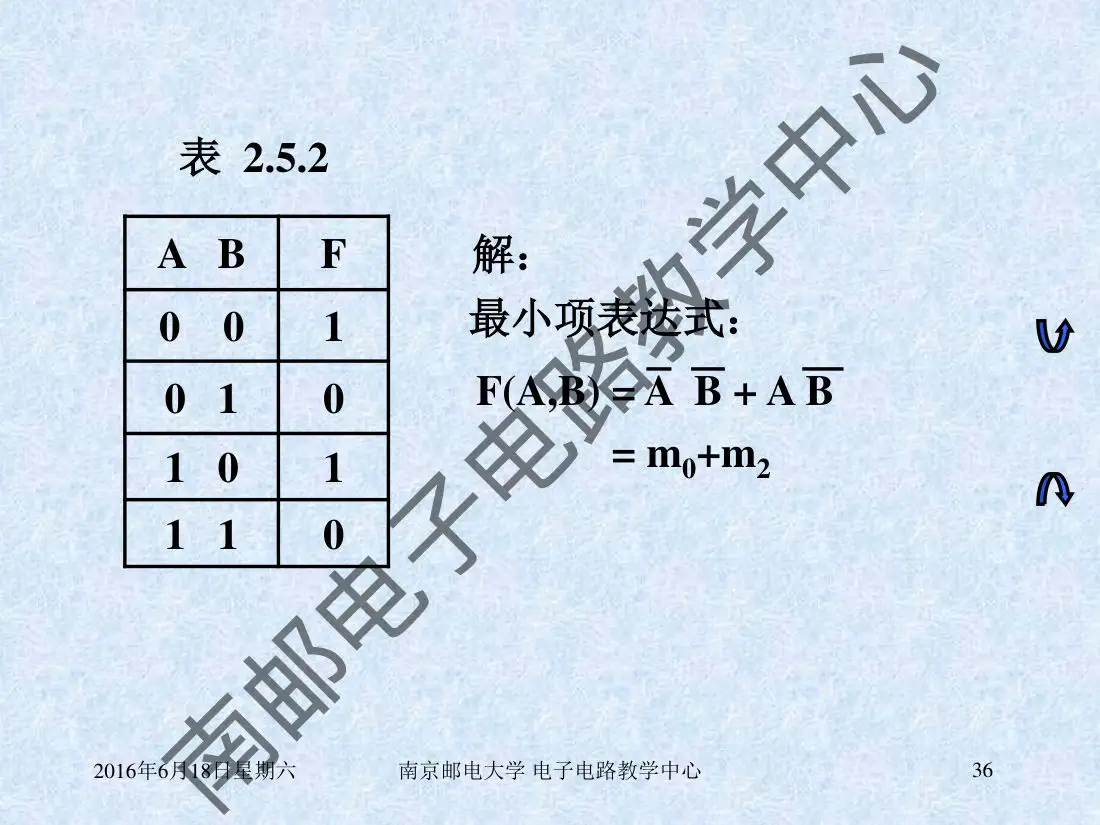 表 2.5.2
A B F
0 0 1
0 1 0
1 0 1
1 1 0
解：
最小项表达式：
F(A,B) = A̅ B̅ + A B̅
= m₀+m₂
南邮电子电路教学中心
2016年6月18日星期六 南京邮电大学 电子电路教学中心 36